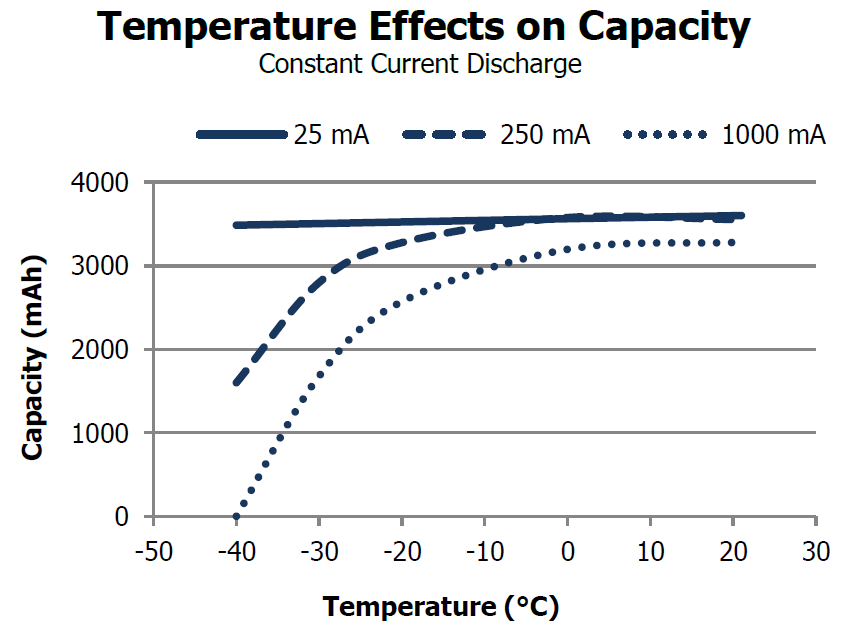 Temperature Effects on Capacity
Constant Current Discharge
25 mA 250 mA 1000 mA
Capacity (mAh)
4000
3000
2000
1000
0
-50 -40 -30 -20 -10 0 10 20 30
Temperature (°C)